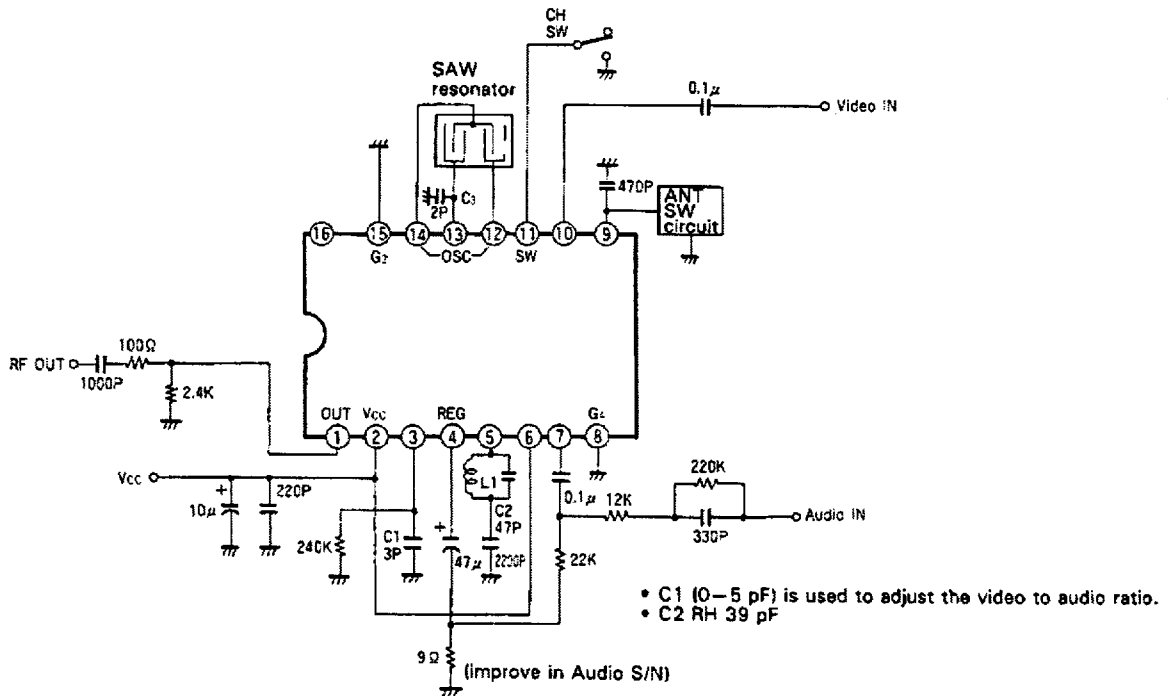 CH
SW
SAW
resonator
0.1μ
Video IN
470P
ANT
SW
circuit
C3
2P
16
15
14
13
12
11
10
9
G2
OSC
SW
RF OUT
1000P
100Ω
2.4K
OUT
Vcc
REG
G4
1
2
3
4
5
6
7
8
Vcc
10μ
+
220P
240K
C1
3P
+
47μ
L1
C2
47P
2200P
0.1μ
12K
220K
330P
Audio IN
22K
• C1 (0–5 pF) is used to adjust the video to audio ratio.
• C2 RH 39 pF
9Ω
(improve in Audio S/N)